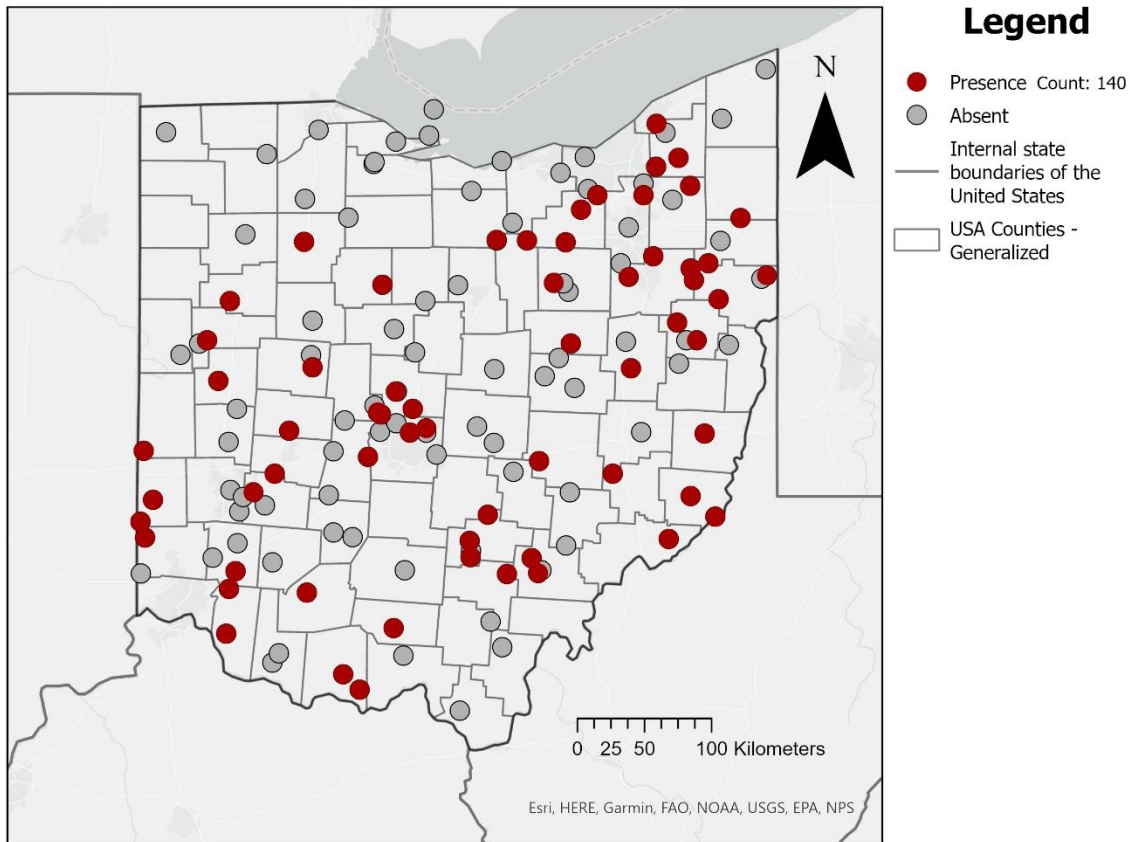 Legend
N
Presence Count: 140
Absent
Internal state
boundaries of the
United States
USA Counties -
Generalized
0 25 50 100 Kilometers
Esri, HERE, Garmin, FAO, NOAA, USGS, EPA, NPS